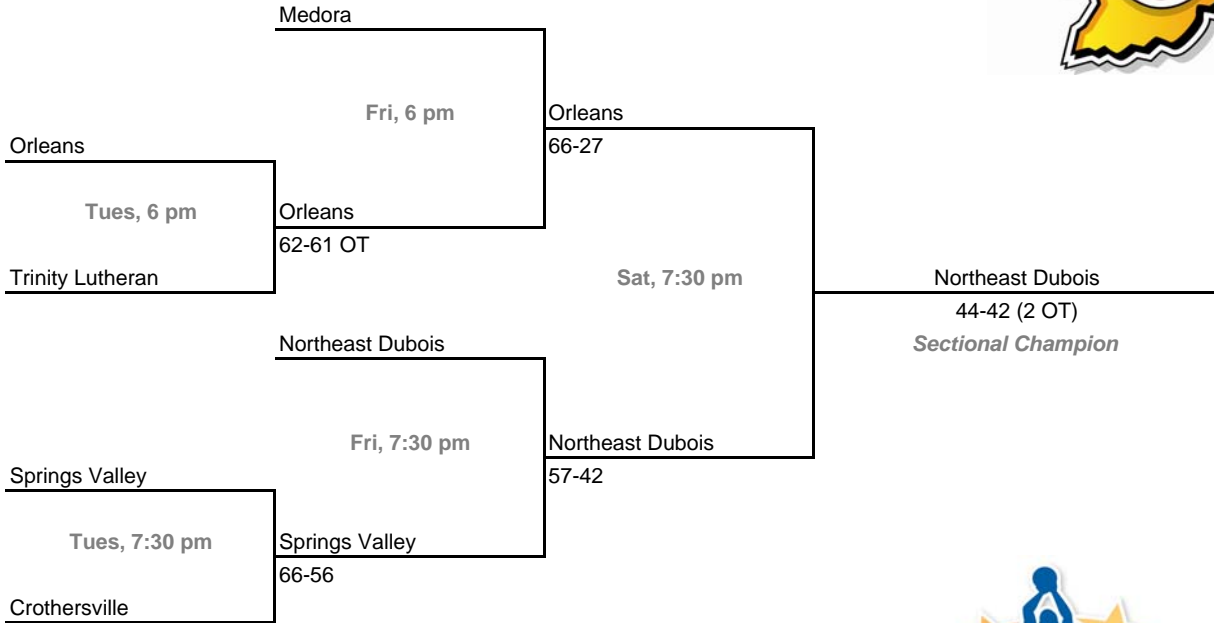 Medora
Fri, 6 pm
Orleans
Orleans
66-27
Tues, 6 pm
Orleans
62-61 OT
Trinity Lutheran
Sat, 7:30 pm
Northeast Dubois
44-42 (2 OT)
Northeast Dubois
Sectional Champion
Fri, 7:30 pm
Northeast Dubois
Springs Valley
57-42
Tues, 7:30 pm
Springs Valley
66-56
Crothersville